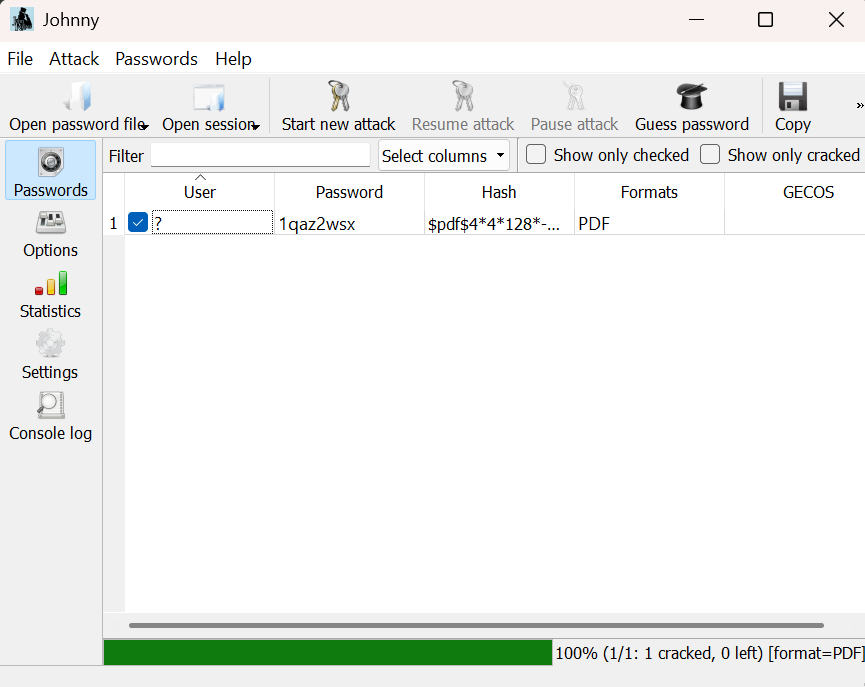 Johnny
File Attack Passwords Help
Open password file Open session Start new attack Resume attack Pause attack Guess password Copy »
Filter Select columns Show only checked Show only cracked
Passwords
Options
Statistics
Settings
Console log
User Password Hash Formats GECOS
1 ? 1qaz2wsx $pdf$4*4*128*-... PDF
100% (1/1: 1 cracked, 0 left) [format=PDF]